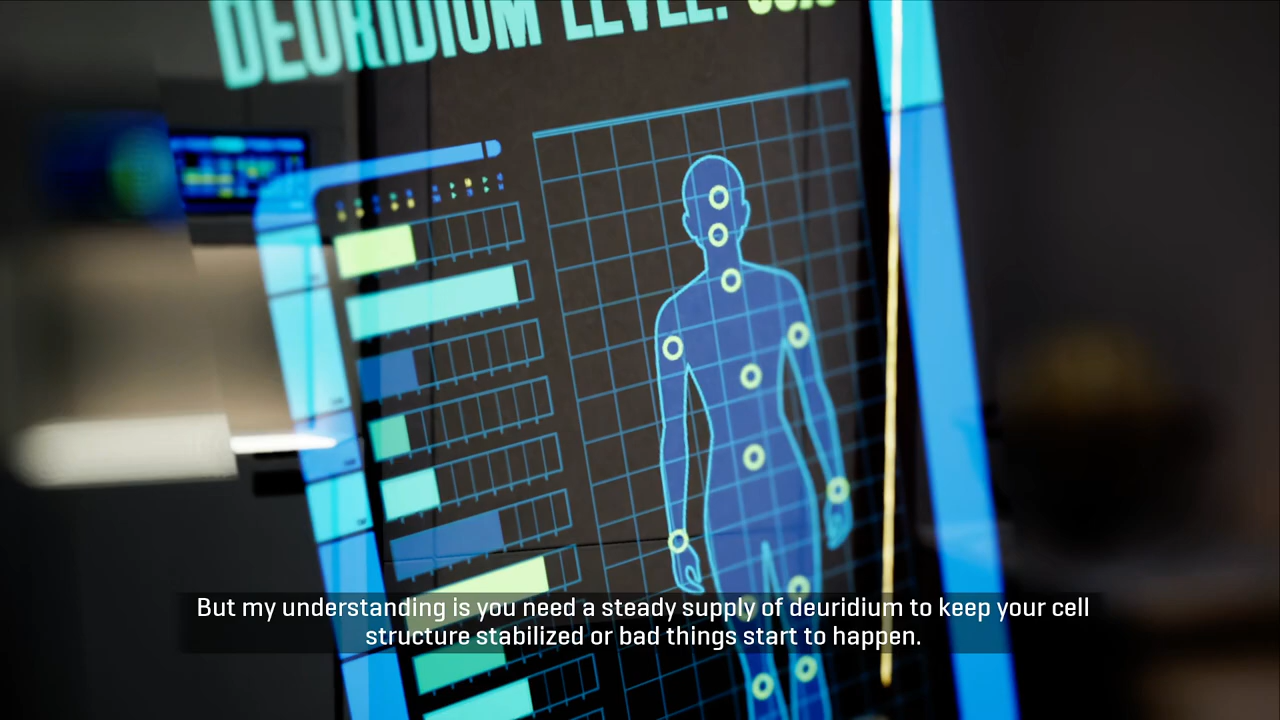 DEURIDIUM LEVEL:
But my understanding is you need a steady supply of deuridium to keep your cell
structure stabilized or bad things start to happen.